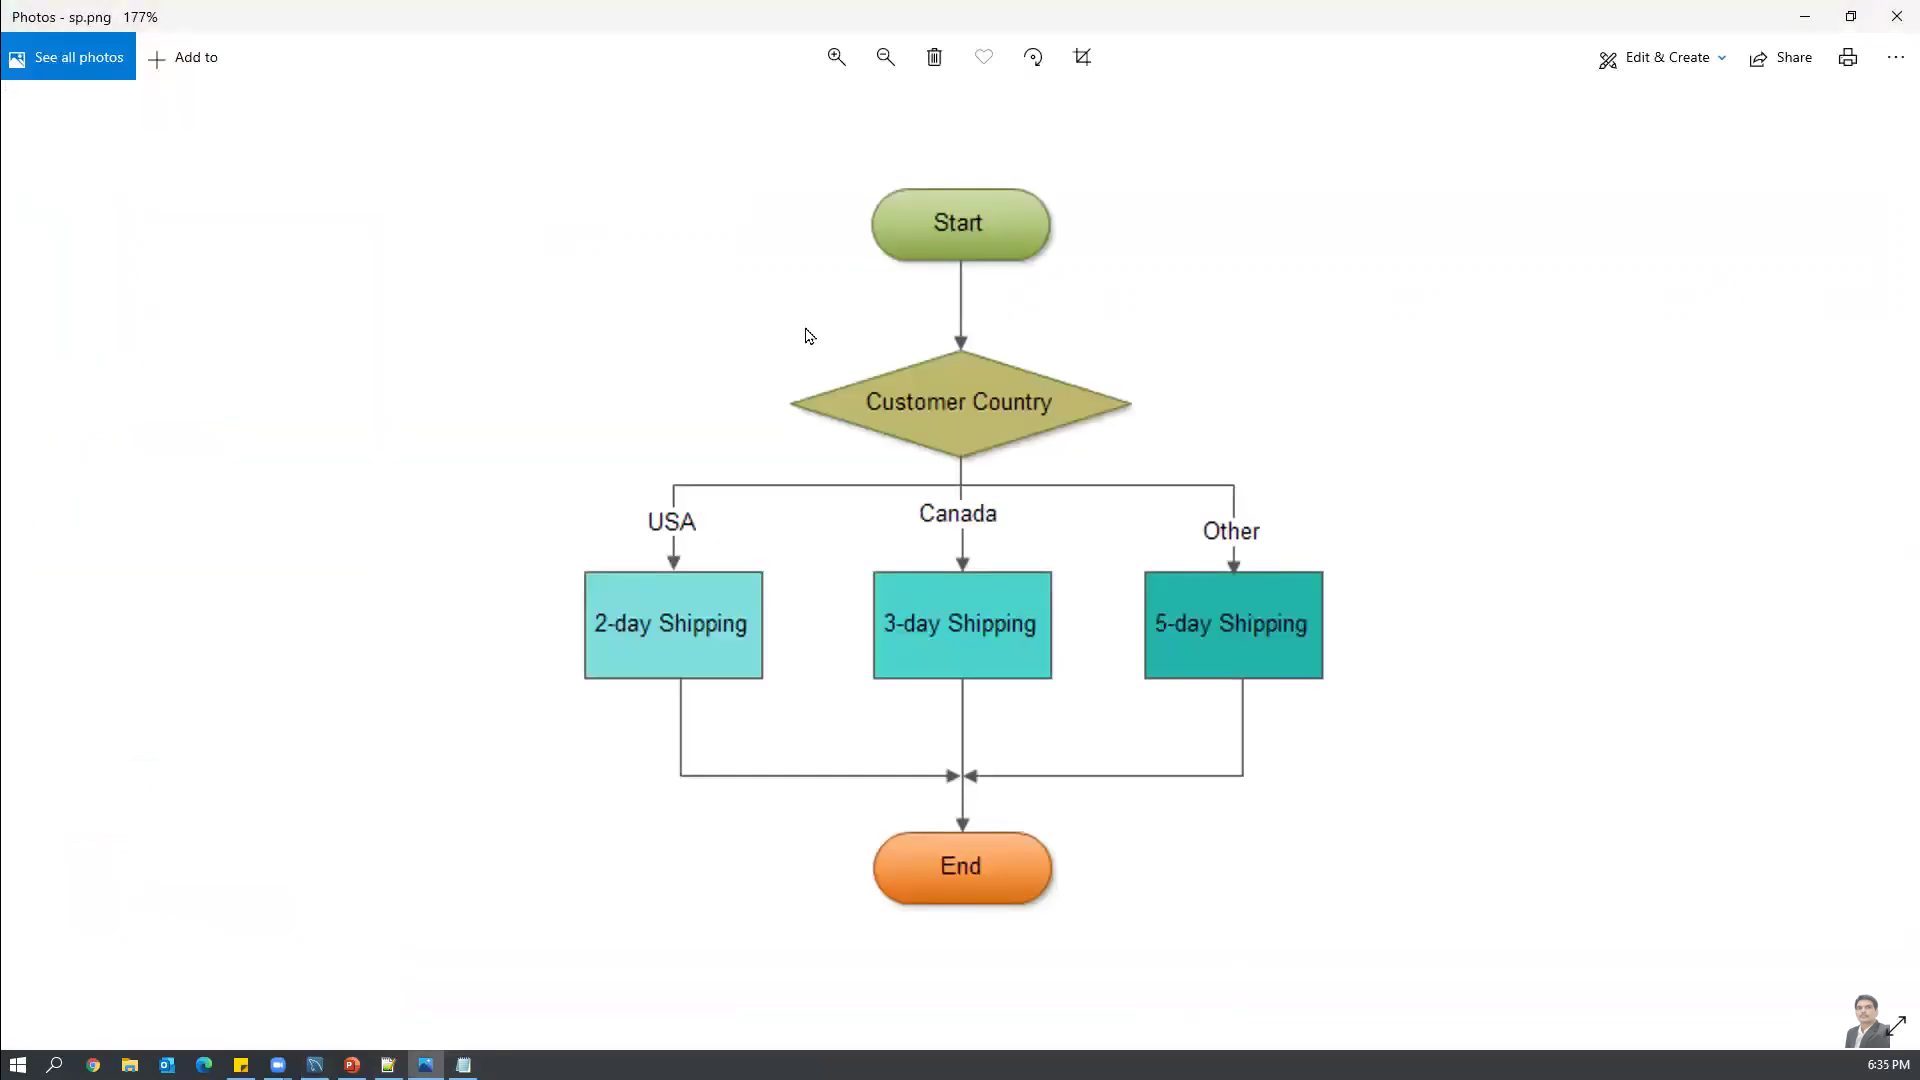 Photos - sp.png 177%
See all photos
Add to
Edit & Create
Share
Start
Customer Country
USA
Canada
Other
2-day Shipping
3-day Shipping
5-day Shipping
End
6:35 PM